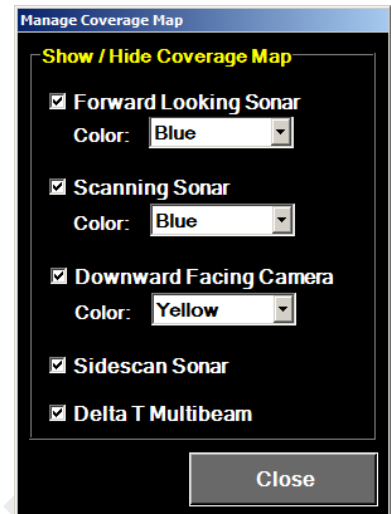 Manage Coverage Map
Show / Hide Coverage Map
Forward Looking Sonar
Color: Blue
Scanning Sonar
Color: Blue
Downward Facing Camera
Color: Yellow
Sidescan Sonar
Delta T Multibeam
Close